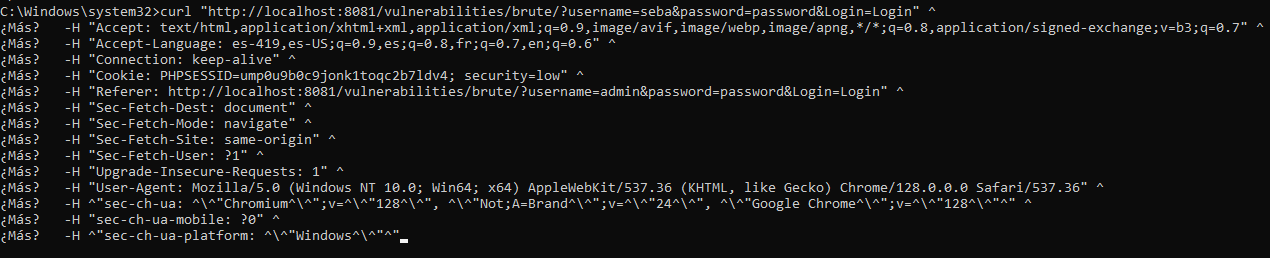 C:\Windows\system32>curl "http://localhost:8081/vulnerabilities/brute/?username=seba&password=password&Login=Login" ^
¿Más?   -H "Accept: text/html,application/xhtml+xml,application/xml;q=0.9,image/avif,image/webp,image/apng,*/*;q=0.8,application/signed-exchange;v=b3;q=0.7" ^
¿Más?   -H "Accept-Language: es-419,es-US;q=0.9,es;q=0.8,fr;q=0.7,en;q=0.6" ^
¿Más?   -H "Connection: keep-alive" ^
¿Más?   -H "Cookie: PHPSESSID=ump0u9b0c9jonk1toqc2b7ldv4; security=low" ^
¿Más?   -H "Referer: http://localhost:8081/vulnerabilities/brute/?username=admin&password=password&Login=Login" ^
¿Más?   -H "Sec-Fetch-Dest: document" ^
¿Más?   -H "Sec-Fetch-Mode: navigate" ^
¿Más?   -H "Sec-Fetch-Site: same-origin" ^
¿Más?   -H "Sec-Fetch-User: ?1" ^
¿Más?   -H "Upgrade-Insecure-Requests: 1" ^
¿Más?   -H "User-Agent: Mozilla/5.0 (Windows NT 10.0; Win64; x64) AppleWebKit/537.36 (KHTML, like Gecko) Chrome/128.0.0.0 Safari/537.36" ^
¿Más?   -H ^"sec-ch-ua: ^\^"Chromium^\^";v=^\^"128^\^", ^\^"Not;A=Brand^\^";v=^\^"24^\^", ^\^"Google Chrome^\^";v=^\^"128^\^"^" ^
¿Más?   -H "sec-ch-ua-mobile: ?0" ^
¿Más?   -H ^"sec-ch-ua-platform: ^\^"Windows^\^"^"